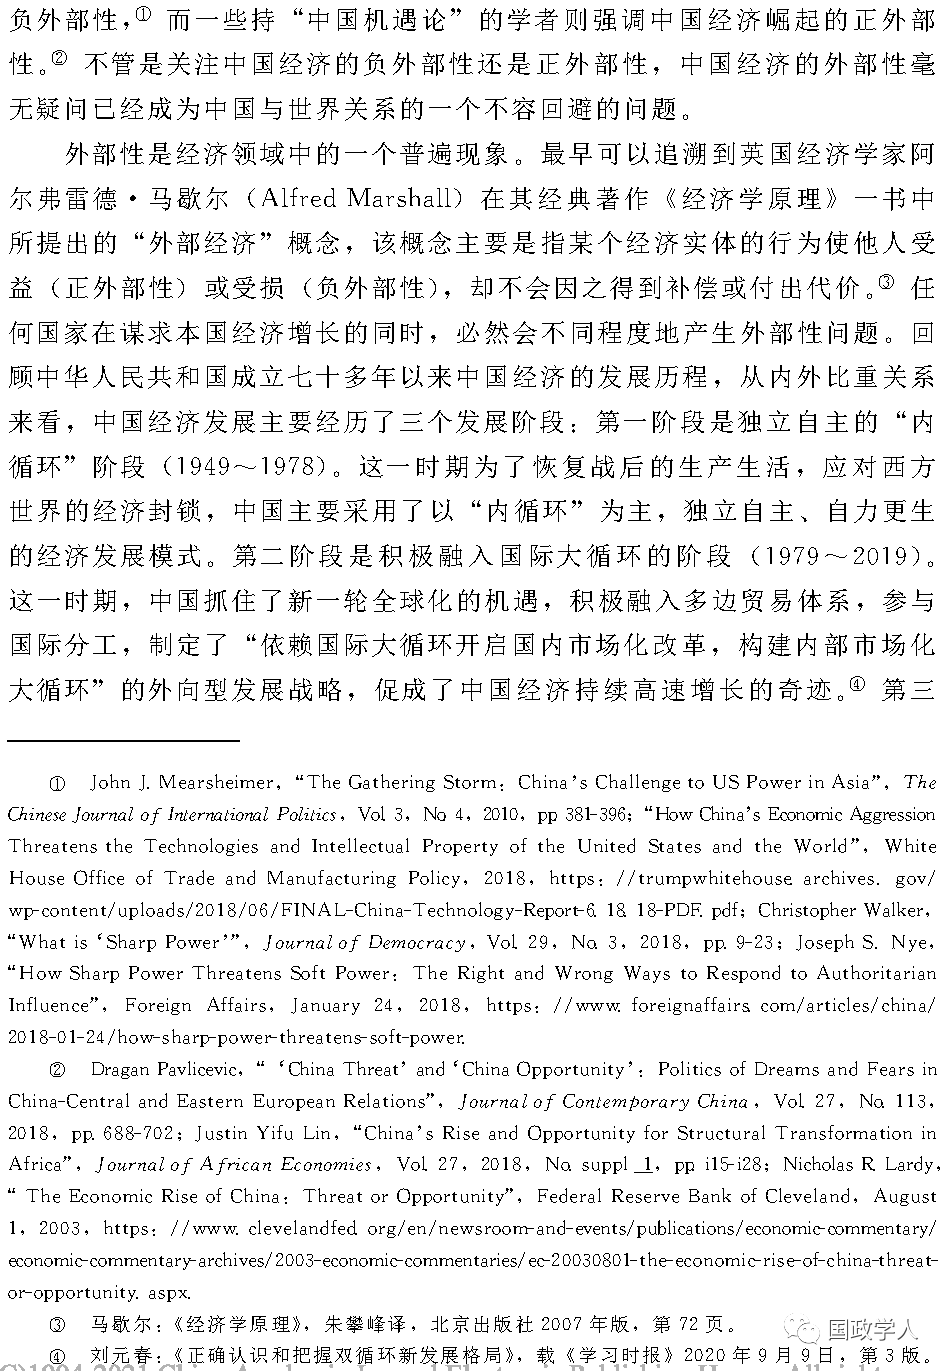 负外部性，① 而一些持“中国机遇论”的学者则强调中国经济崛起的正外部
性。② 不管是关注中国经济的负外部性还是正外部性，中国经济的外部性毫
无疑问已经成为中国与世界关系的一个不容回避的问题。
外部性是经济领域中的一个普遍现象。最早可以追溯到英国经济学家阿
尔弗雷德·马歇尔（Alfred Marshall）在其经典著作《经济学原理》一书中
所提出的“外部经济”概念，该概念主要是指某个经济实体的行为使他人受
益（正外部性）或受损（负外部性），却不会因之得到补偿或付出代价。③ 任
何国家在谋求本国经济增长的同时，必然会不同程度地产生外部性问题。回
顾中华人民共和国成立七十多年以来中国经济的发展历程，从内外比重关系
来看，中国经济发展主要经历了三个发展阶段：第一阶段是独立自主的“内
循环”阶段（1949～1978）。这一时期为了恢复战后的生产生活，应对西方
世界的经济封锁，中国主要采用了以“内循环”为主，独立自主、自力更生
的经济发展模式。第二阶段是积极融入国际大循环的阶段（1979～2019）。
这一时期，中国抓住了新一轮全球化的机遇，积极融入多边贸易体系，参与
国际分工，制定了“依赖国际大循环开启国内市场化改革，构建内部市场化
大循环”的外向型发展战略，促成了中国经济持续高速增长的奇迹。④ 第三
① John J. Mearsheimer, “The Gathering Storm: China’s Challenge to US Power in Asia”, The
Chinese Journal of International Politics, Vol. 3, No. 4, 2010, pp. 381-396; “How China’s Economic Aggression
Threatens the Technologies and Intellectual Property of the United States and the World”, White
House Office of Trade and Manufacturing Policy, 2018, https: //trumpwhitehouse. archives. gov/
wp-content/uploads/2018/06/FINAL-China-Technology-Report-6. 18. 18-PDF. pdf; Christopher Walker,
“What is ‘Sharp Power’”, Journal of Democracy, Vol. 29, No. 3, 2018, pp. 9-23; Joseph S. Nye,
“How Sharp Power Threatens Soft Power: The Right and Wrong Ways to Respond to Authoritarian
Influence”, Foreign Affairs, January 24, 2018, https: //www. foreignaffairs. com/articles/china/
2018-01-24/how-sharp-power-threatens-soft-power.
② Dragan Pavlicevic, “ ‘China Threat’ and ‘China Opportunity’: Politics of Dreams and Fears in
China-Central and Eastern European Relations”, Journal of Contemporary China, Vol. 27, No. 113,
2018, pp. 688-702; Justin Yifu Lin, “China’s Rise and Opportunity for Structural Transformation in
Africa”, Journal of African Economies, Vol. 27, 2018, No. suppl_1, pp. i15-i28; Nicholas R. Lardy,
“ The Economic Rise of China: Threat or Opportunity”, Federal Reserve Bank of Cleveland, August
1, 2003, https: //www. clevelandfed. org/en/newsroom-and-events/publications/economic-commentary/
economic-commentary-archives/2003-economic-commentaries/ec-20030801-the-economic-rise-of-china-threat-
or-opportunity. aspx.
③ 马歇尔：《经济学原理》，朱攀峰译，北京出版社 2007 年版，第 72 页。
国政学人
④ 刘元春：《正确认识和把握双循环新发展格局》，载《学习时报》2020 年 9 月 9 日，第 3 版。